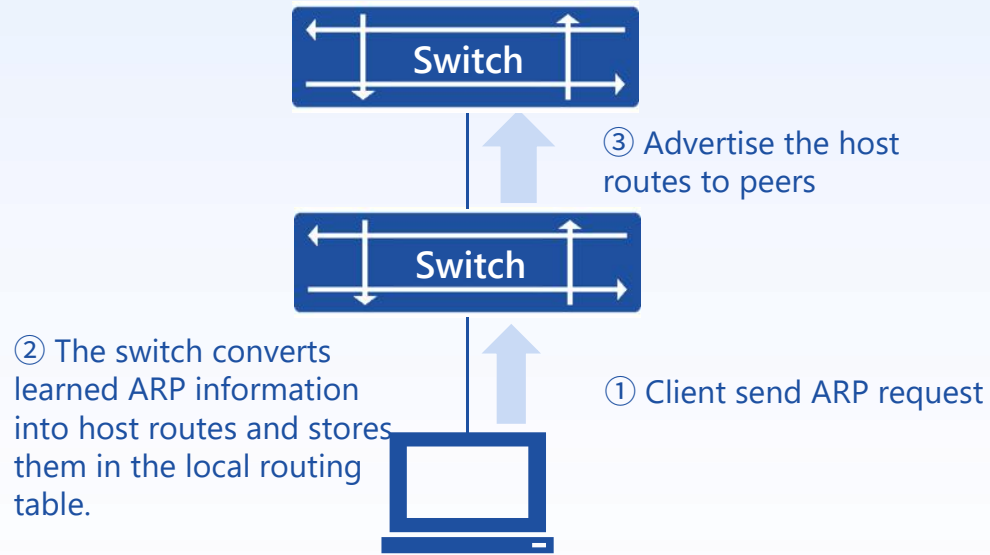 Switch
③ Advertise the host
routes to peers
Switch
② The switch converts
learned ARP information
into host routes and stores
them in the local routing
table.
① Client send ARP request